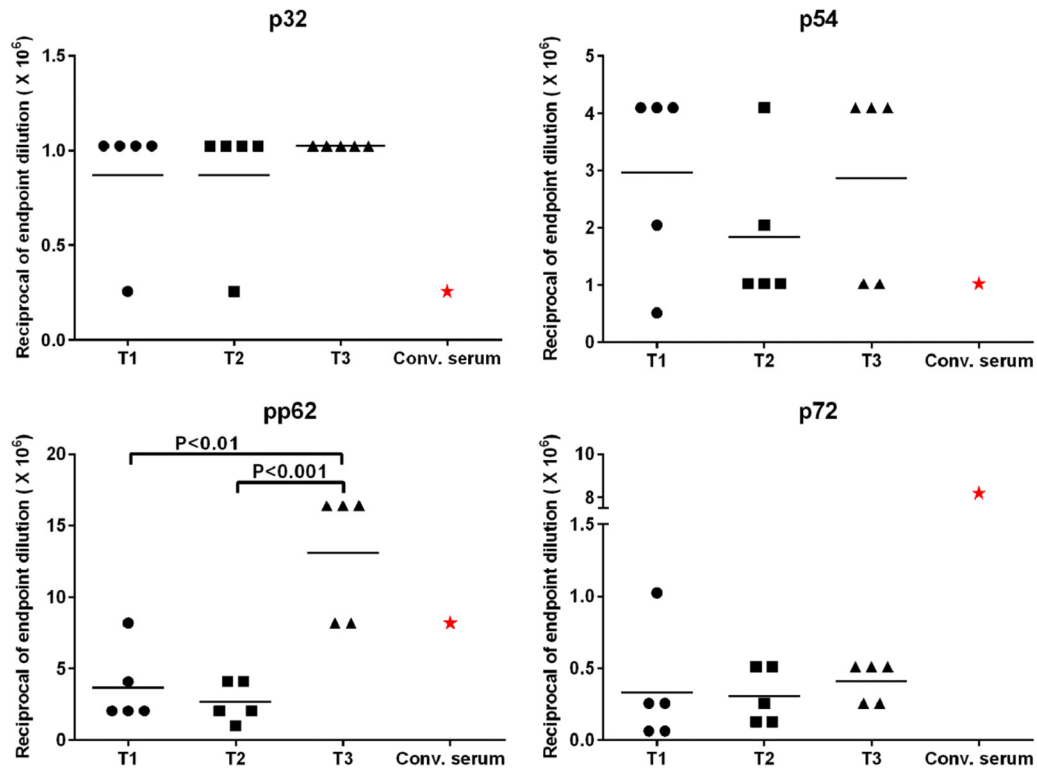 p32
Reciprocal of endpoint dilution ( X 10⁶)
1.5
1.0
0.5
0.0
T1 T2 T3 Conv. serum
p54
Reciprocal of endpoint dilution ( X 10⁶)
5
4
3
2
1
0
T1 T2 T3 Conv. serum
pp62
Reciprocal of endpoint dilution ( X 10⁶)
20
15
10
5
0
P<0.01
P<0.001
T1 T2 T3 Conv. serum
p72
Reciprocal of endpoint dilution ( X 10⁶)
10
8
1.5
1.0
0.5
0.0
T1 T2 T3 Conv. serum